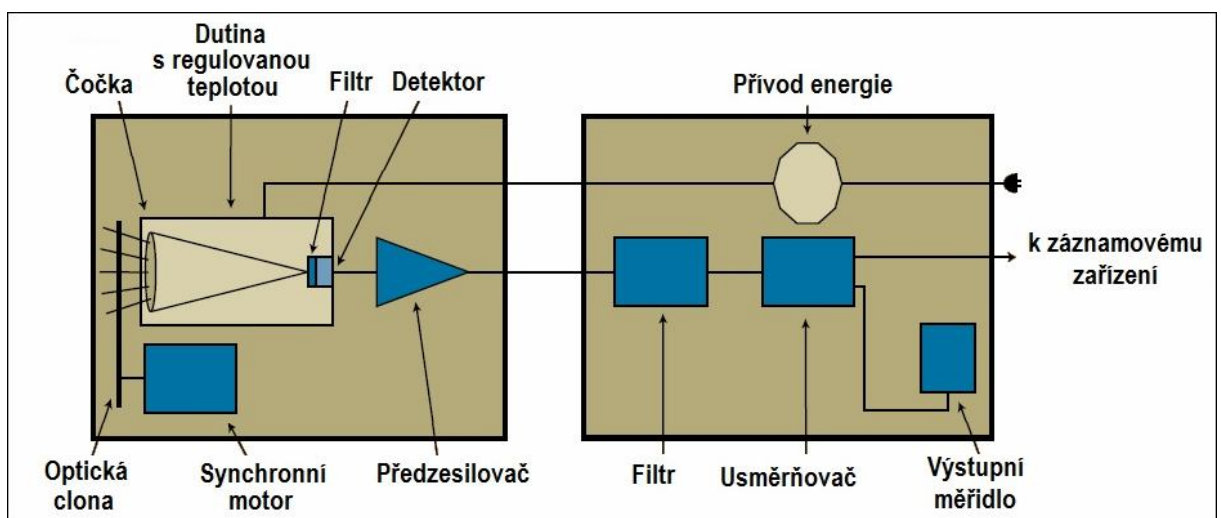 Dutina
s regulovanou
teplotou
Čočka
Filtr
Detektor
Přívod energie
k záznamovému
zařízení
Optická
clona
Synchronní
motor
Předzesilovač
Filtr
Usměrňovač
Výstupní
měřidlo